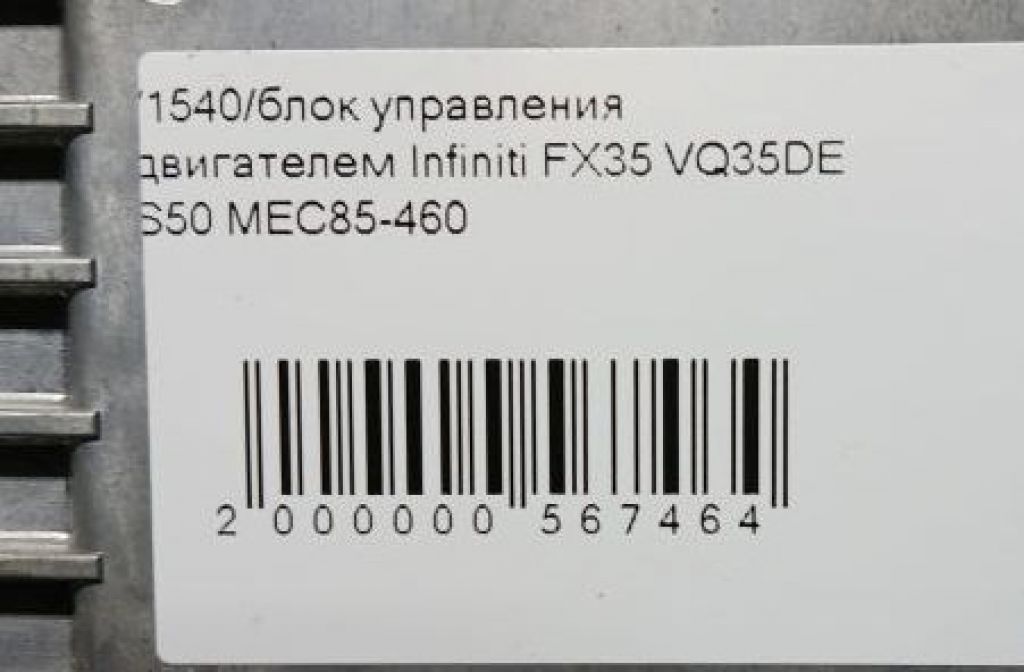 /1540/блок управления
двигателем Infiniti FX35 VQ35DE
S50 MEC85-460
2 000000 567464